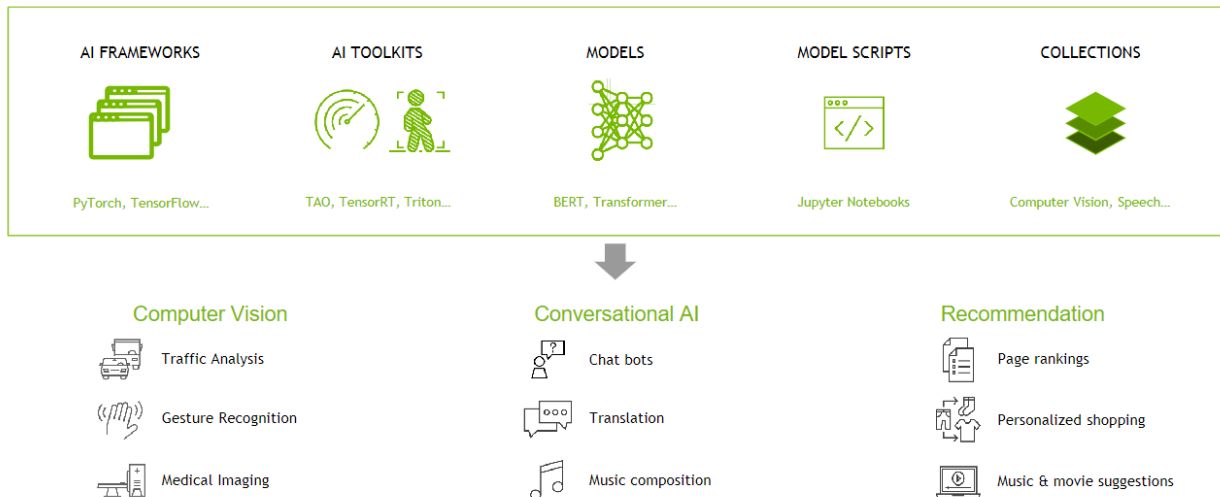 AI FRAMEWORKS
AI TOOLKITS
MODELS
MODEL SCRIPTS
COLLECTIONS
PyTorch, TensorFlow…
TAO, TensorRT, Triton…
BERT, Transformer…
Jupyter Notebooks
Computer Vision, Speech…
Computer Vision
Traffic Analysis
Gesture Recognition
Medical Imaging
Conversational AI
Chat bots
Translation
Music composition
Recommendation
Page rankings
Personalized shopping
Music & movie suggestions